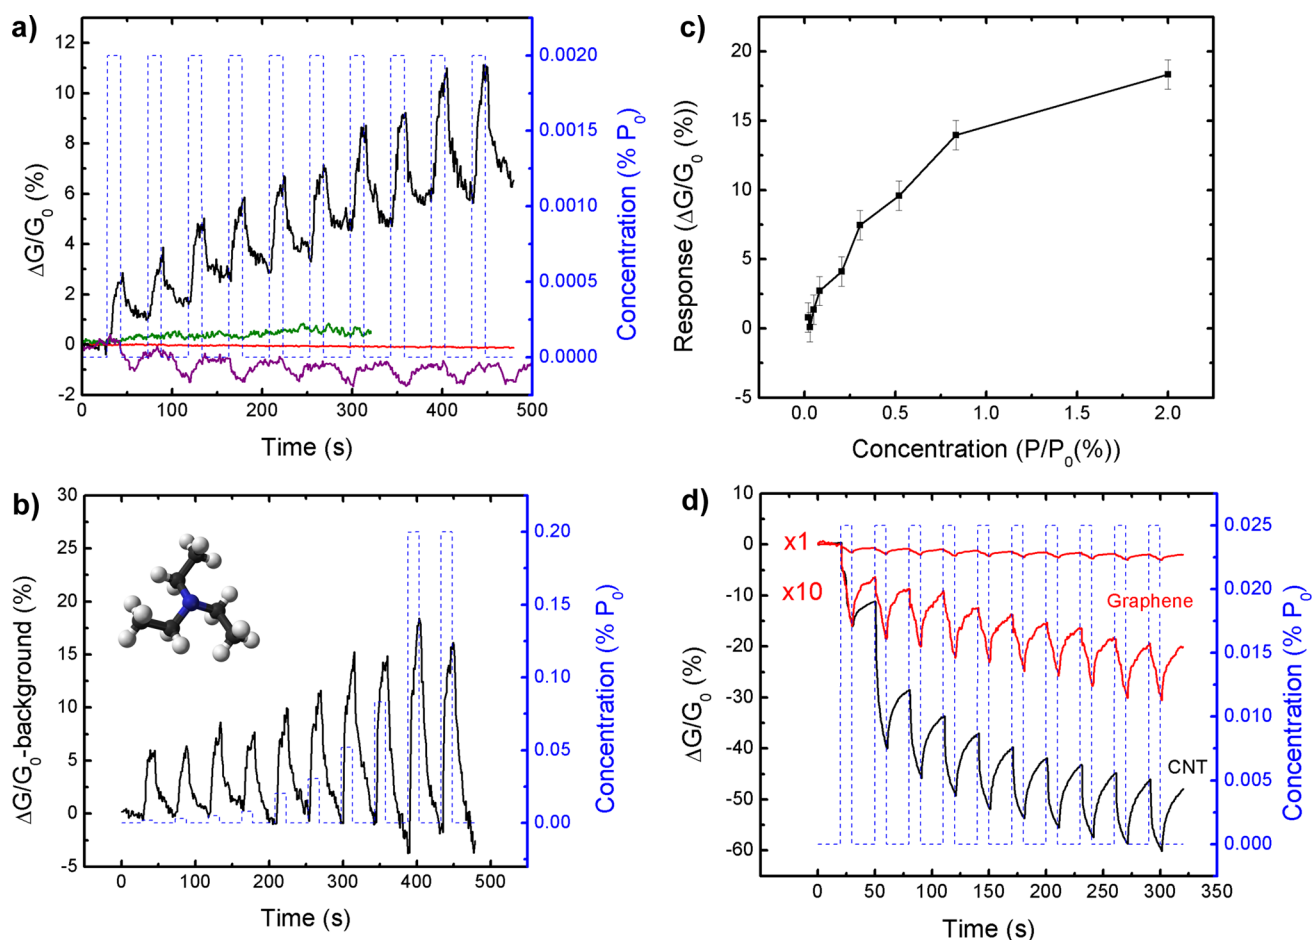 a)
12
10
8
6
4
2
0
-2
ΔG/G0 (%)
0 100 200 300 400 500
Time (s)
0.0020
0.0015
0.0010
0.0005
0.0000
Concentration (% P0)
c)
20
15
10
5
0
-5
Response (ΔG/G0 (%))
0.0 0.5 1.0 1.5 2.0
Concentration (P/P0(%))
b)
30
25
20
15
10
5
0
-5
ΔG/G0-background (%)
0 100 200 300 400 500
Time (s)
0.20
0.15
0.10
0.05
0.00
Concentration (% P0)
d)
10
0
-10
-20
-30
-40
-50
-60
ΔG/G0 (%)
x1
x10
Graphene
CNT
0 50 100 150 200 250 300 350
Time (s)
0.025
0.020
0.015
0.010
0.005
0.000
Concentration (% P0)